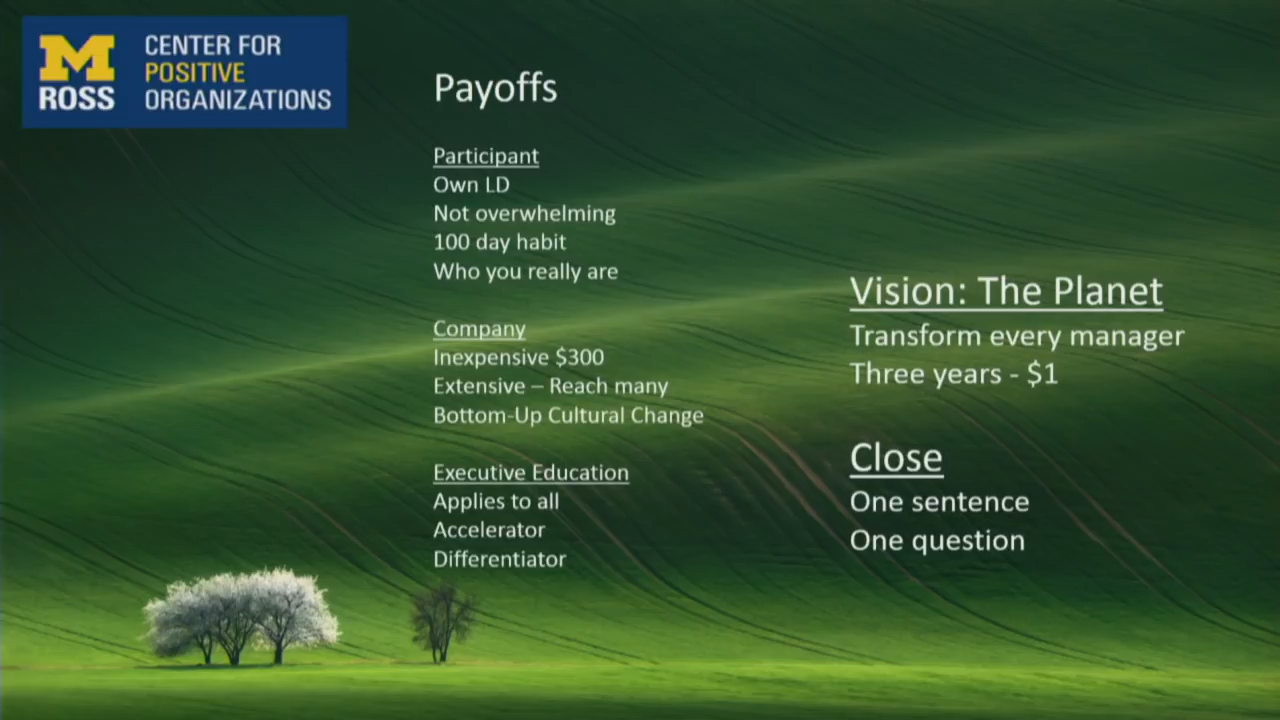 M
ROSS
CENTER FOR
POSITIVE
ORGANIZATIONS
Payoffs
Participant
Own LD
Not overwhelming
100 day habit
Who you really are
Company
Inexpensive $300
Extensive – Reach many
Bottom-Up Cultural Change
Executive Education
Applies to all
Accelerator
Differentiator
Vision: The Planet
Transform every manager
Three years - $1
Close
One sentence
One question